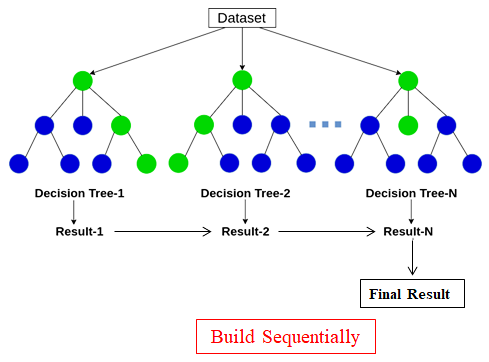 Dataset
Decision Tree-1
Decision Tree-2
Decision Tree-N
Result-1
Result-2
Result-N
Final Result
Build Sequentially